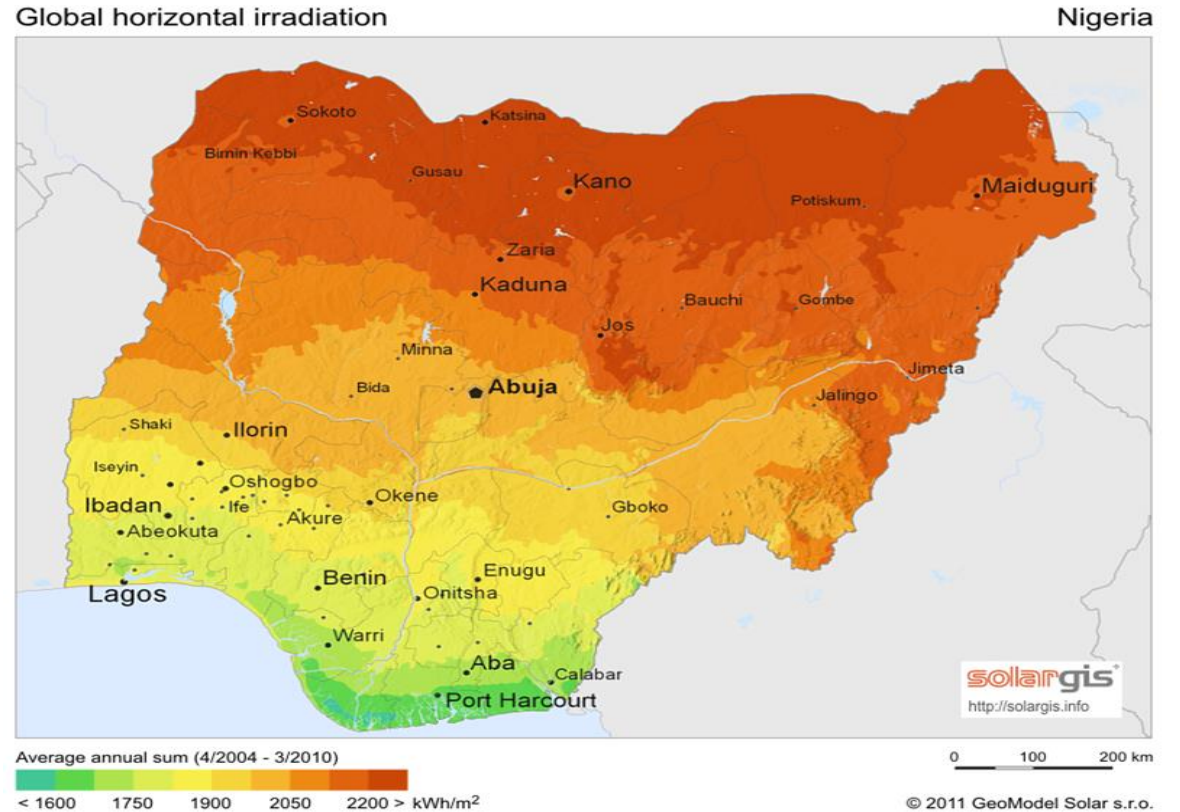 Global horizontal irradiation
Nigeria
Sokoto
Katsina
Birnin Kebbi
Gusau
Kano
Maiduguri
Potiskum
Zaria
Kaduna
Bauchi
Gombe
Jos
Minna
Jimeta
Bida
Abuja
Jalingo
Shaki
Ilorin
Iseyin
Oshogbo
Okene
Ibadan
Ife
Gboko
Akure
Abeokuta
Enugu
Benin
Lagos
Onitsha
Warri
Aba
Calabar
Port Harcourt
solargis
http://solargis.info
Average annual sum (4/2004 - 3/2010)
0 100 200 km
< 1600 1750 1900 2050 2200 > kWh/m²
© 2011 GeoModel Solar s.r.o.